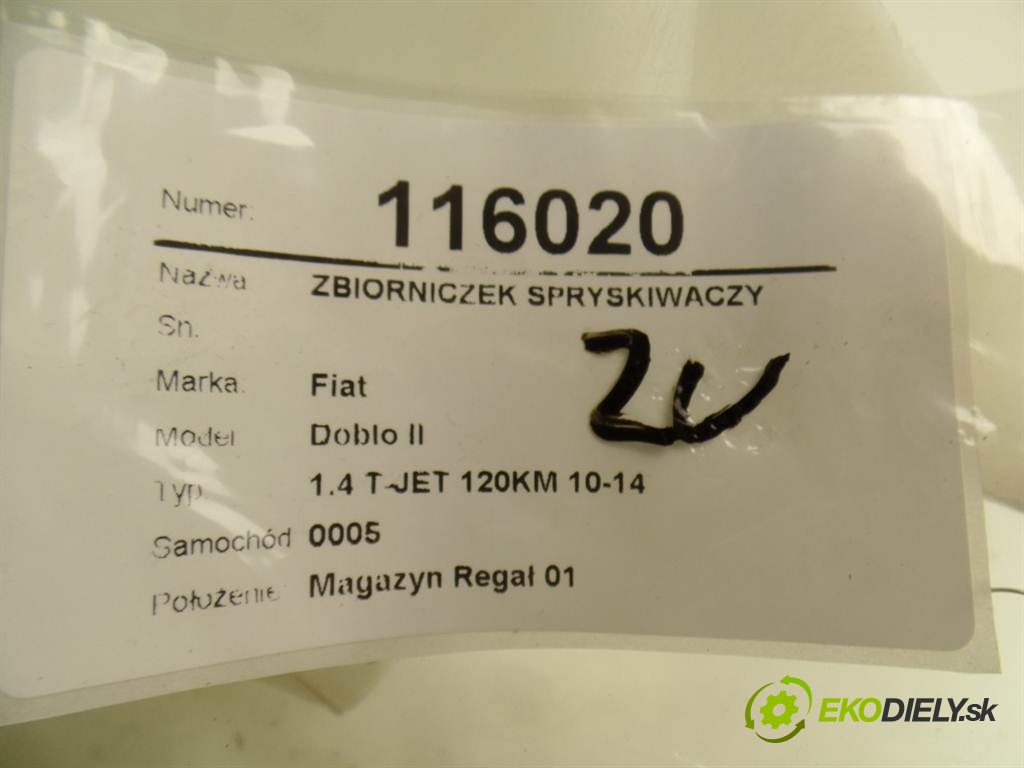 Numer: 116020
Nazwa ZBIORNICZEK SPRYSKIWACZY
Sn.
Marka: Fiat
Model Doblo II
Typ 1.4 T-JET 120KM 10-14
Samochód 0005
Położenie Magazyn Regał 01
EKODIELY.sk